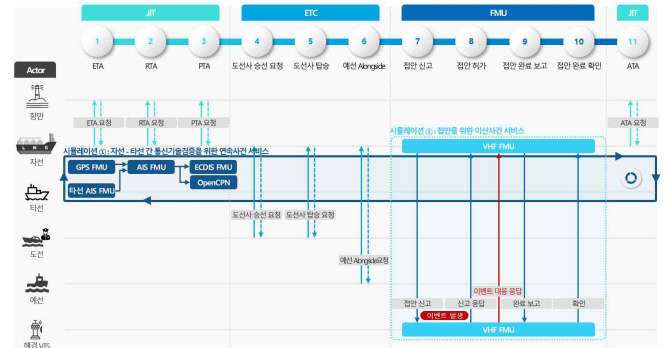 JIT
ETC
FMU
JIT
1
2
3
4
5
6
7
8
9
10
11
Actor
ETA
RTA
PTA
도선사 승선 요청
도선사 탑승
예선 Alongside
접안 신고
접안 허가
접안 완료 보고
접안 완료 확인
ATA
항만
ETA 요청
RTA 요청
PTA 요청
ATA 요청
시뮬레이션 ②: 접안을 위한 이산사건 서비스
LNG
자선
VHF FMU
시뮬레이션 ①: 자선 - 타선 간 통신기술검증을 위한 연속사건 서비스
GPS FMU
AIS FMU
ECDIS FMU
OpenCPN
타선 AIS FMU
타선
도선사 승선 요청
도선사 탑승 요청
도선
예선 Alongside요청
예선
이벤트 대응 응답
접안 신고
신고 응답
완료 보고
확인
이벤트 발생
VHF FMU
해경 VTS